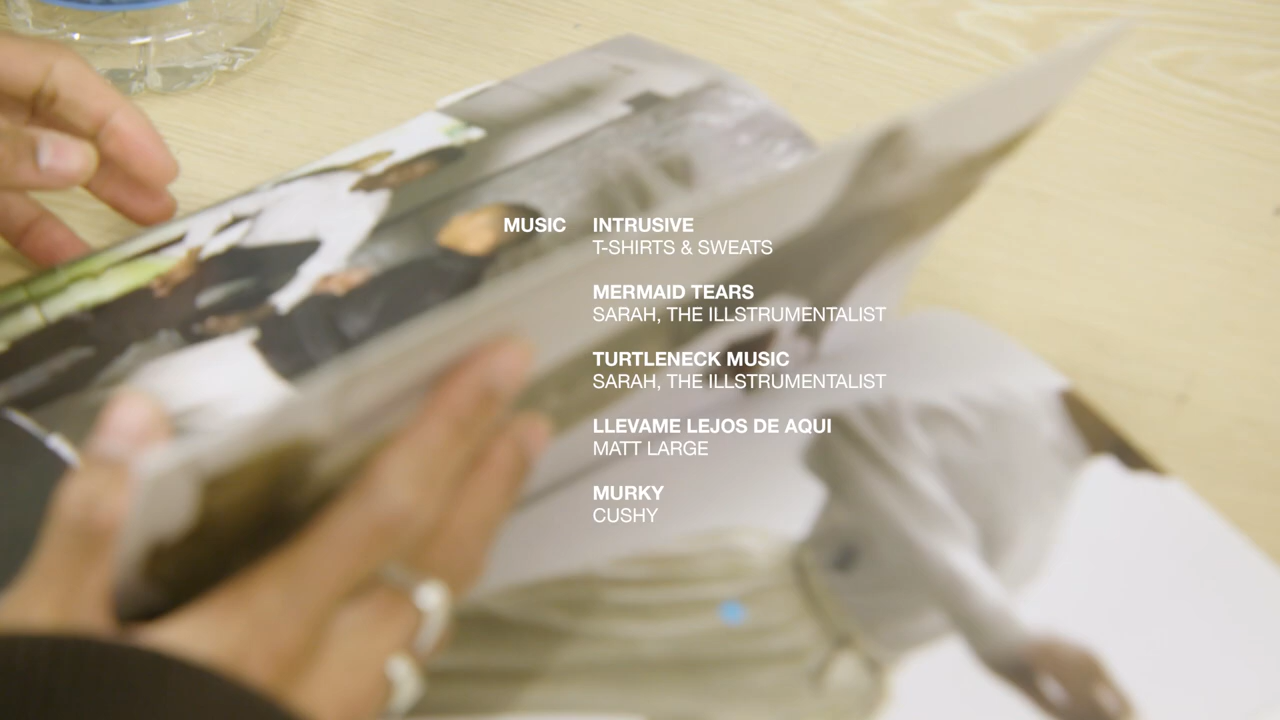 MUSIC INTRUSIVE
T-SHIRTS & SWEATS
MERMAID TEARS
SARAH, THE ILLSTRUMENTALIST
TURTLENECK MUSIC
SARAH, THE ILLSTRUMENTALIST
LLEVAME LEJOS DE AQUI
MATT LARGE
MURKY
CUSHY